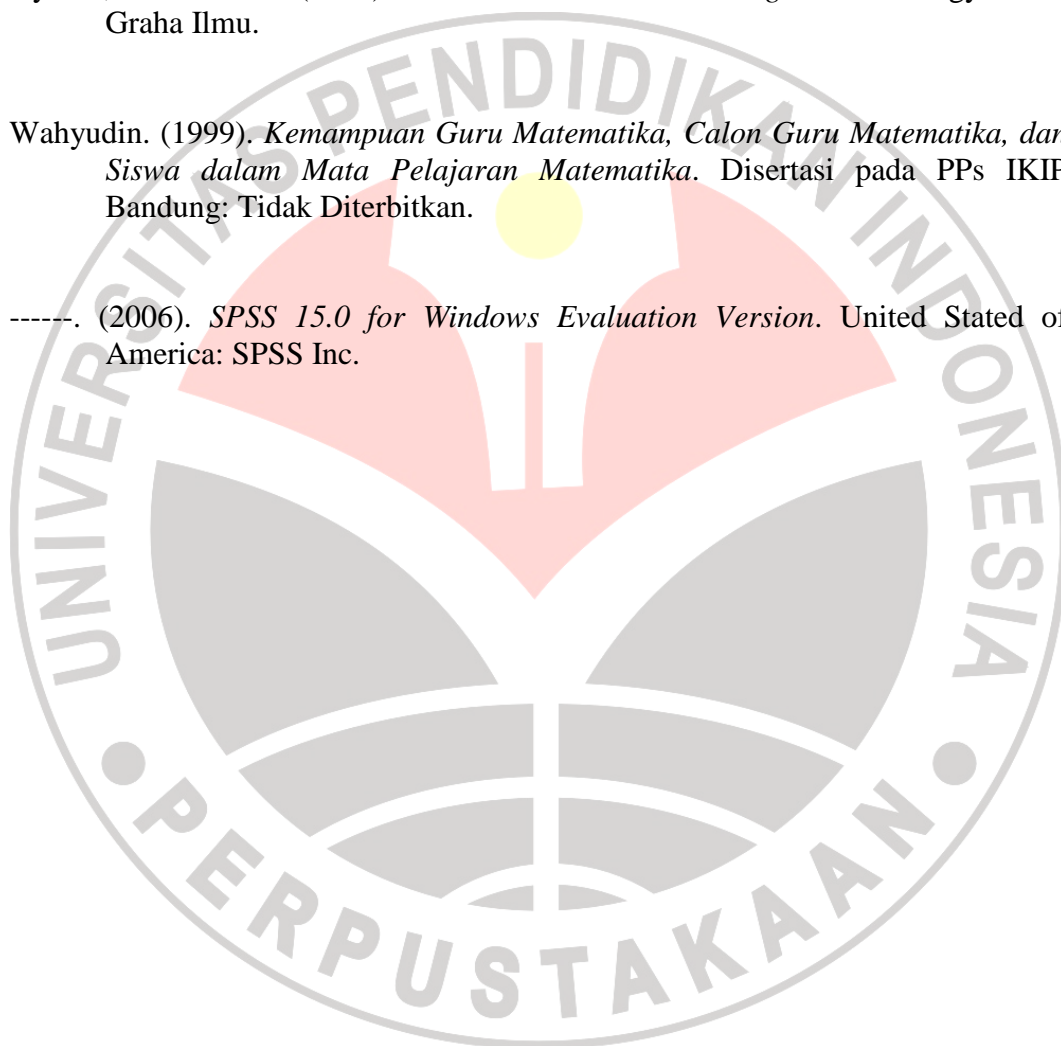 Graha Ilmu.
Wahyudin. (1999). Kemampuan Guru Matematika, Calon Guru Matematika, dan
Siswa dalam Mata Pelajaran Matematika. Disertasi pada PPs IKIP
Bandung: Tidak Diterbitkan.
------. (2006). SPSS 15.0 for Windows Evaluation Version. United Stated of
America: SPSS Inc.
UNIVERSITAS PENDIDIKAN INDONESIA
PERPUSTAKAAN